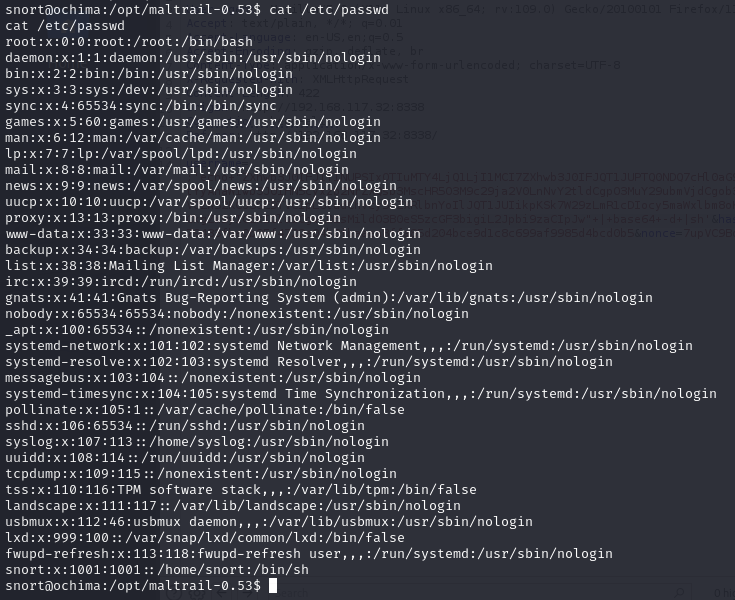 snort@ochima:/opt/maltrail-0.53$ cat /etc/passwd
cat /etc/passwd
root:x:0:0:root:/root:/bin/bash
daemon:x:1:1:daemon:/usr/sbin:/usr/sbin/nologin
bin:x:2:2:bin:/bin:/usr/sbin/nologin
sys:x:3:3:sys:/dev:/usr/sbin/nologin
sync:x:4:65534:sync:/bin:/bin/sync
games:x:5:60:games:/usr/games:/usr/sbin/nologin
man:x:6:12:man:/var/cache/man:/usr/sbin/nologin
lp:x:7:7:lp:/var/spool/lpd:/usr/sbin/nologin
mail:x:8:8:mail:/var/mail:/usr/sbin/nologin
news:x:9:9:news:/var/spool/news:/usr/sbin/nologin
uucp:x:10:10:uucp:/var/spool/uucp:/usr/sbin/nologin
proxy:x:13:13:proxy:/bin:/usr/sbin/nologin
www-data:x:33:33:www-data:/var/www:/usr/sbin/nologin
backup:x:34:34:backup:/var/backups:/usr/sbin/nologin
list:x:38:38:Mailing List Manager:/var/list:/usr/sbin/nologin
irc:x:39:39:ircd:/run/ircd:/usr/sbin/nologin
gnats:x:41:41:Gnats Bug-Reporting System (admin):/var/lib/gnats:/usr/sbin/nologin
nobody:x:65534:65534:nobody:/nonexistent:/usr/sbin/nologin
_apt:x:100:65534::/nonexistent:/usr/sbin/nologin
systemd-network:x:101:102:systemd Network Management,,,:/run/systemd:/usr/sbin/nologin
systemd-resolve:x:102:103:systemd Resolver,,,:/run/systemd:/usr/sbin/nologin
messagebus:x:103:104::/nonexistent:/usr/sbin/nologin
systemd-timesync:x:104:105:systemd Time Synchronization,,,:/run/systemd:/usr/sbin/nologin
pollinate:x:105:1::/var/cache/pollinate:/bin/false
sshd:x:106:65534::/run/sshd:/usr/sbin/nologin
syslog:x:107:113::/home/syslog:/usr/sbin/nologin
uuidd:x:108:114::/run/uuidd:/usr/sbin/nologin
tcpdump:x:109:115::/nonexistent:/usr/sbin/nologin
tss:x:110:116:TPM software stack,,,:/var/lib/tpm:/bin/false
landscape:x:111:117::/var/lib/landscape:/usr/sbin/nologin
usbmux:x:112:46:usbmux daemon,,,:/var/lib/usbmux:/usr/sbin/nologin
lxd:x:999:100::/var/snap/lxd/common/lxd:/bin/false
fwupd-refresh:x:113:118:fwupd-refresh user,,,:/run/systemd:/usr/sbin/nologin
snort:x:1001:1001::/home/snort:/bin/sh
snort@ochima:/opt/maltrail-0.53$